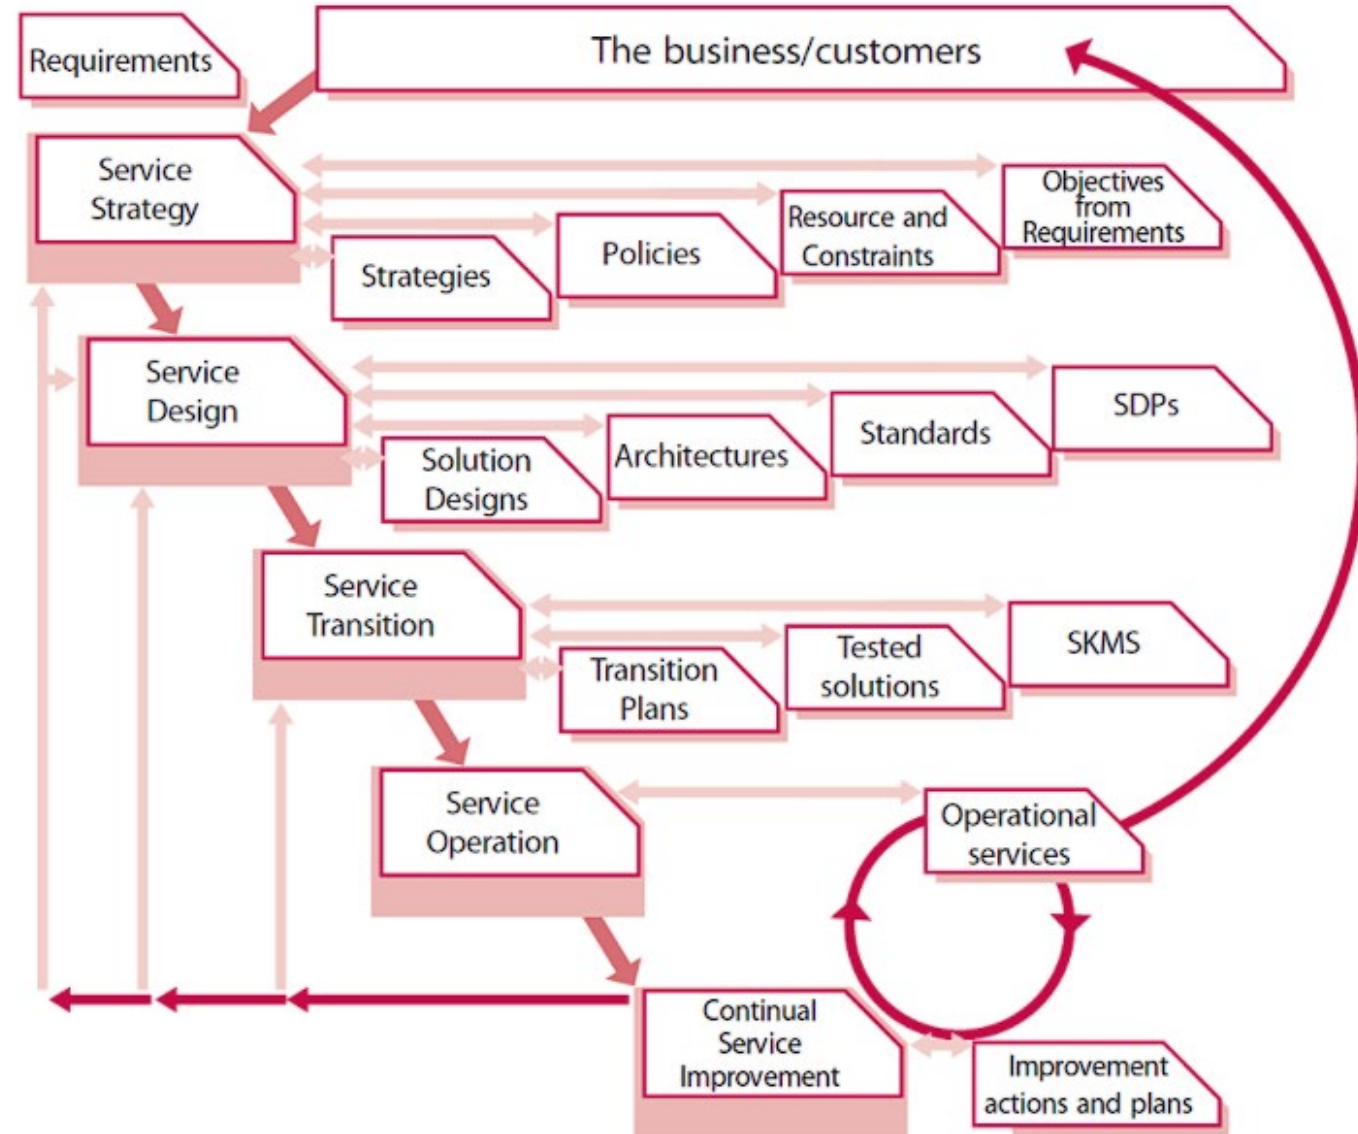 Requirements
The business/customers
Service
Strategy
Strategies
Policies
Resource and
Constraints
Objectives
from
Requirements
Service
Design
Solution
Designs
Architectures
Standards
SDPs
Service
Transition
Transition
Plans
Tested
solutions
SKMS
Service
Operation
Operational
services
Continual
Service
Improvement
Improvement
actions and plans